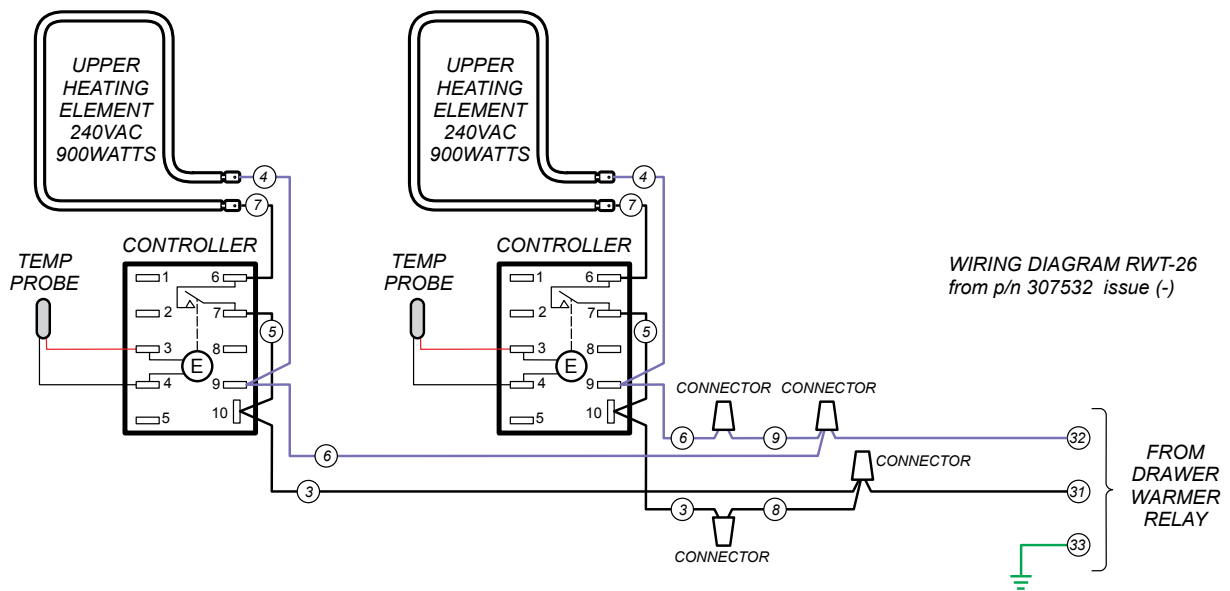 UPPER
HEATING
ELEMENT
240VAC
900WATTS
4
7
UPPER
HEATING
ELEMENT
240VAC
900WATTS
4
7
CONTROLLER
TEMP
PROBE
1
6
2
7
3
8
4
9
5
10
E
5
CONTROLLER
TEMP
PROBE
1
6
2
7
3
8
4
9
5
10
E
5
WIRING DIAGRAM RWT-26
from p/n 307532 issue (-)
CONNECTOR
CONNECTOR
6
9
32
6
CONNECTOR
3
31
3
8
CONNECTOR
33
FROM
DRAWER
WARMER
RELAY